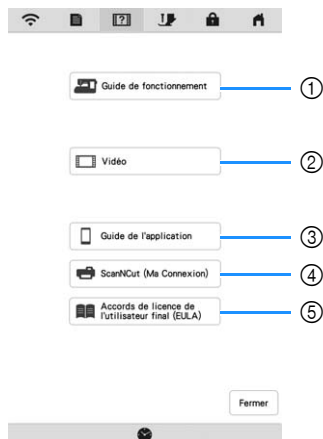 Guide de fonctionnement
①
Vidéo
②
Guide de l'application
③
ScanNCut (Ma Connexion)
④
Accords de licence de
l'utilisateur final (EULA)
⑤
Fermer